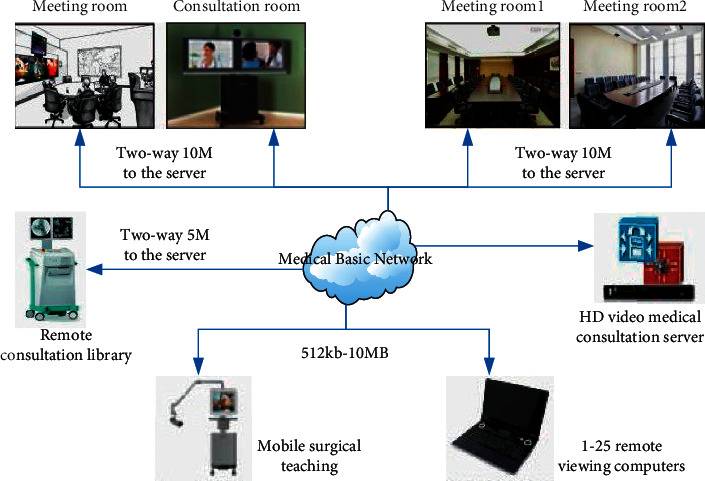 Meeting room
Consultation room
Meeting room1
Meeting room2
Two-way 10M
to the server
Two-way 10M
to the server
Two-way 5M
to the server
Medical Basic Network
Remote
consultation library
HD video medical
consultation server
512kb-10MB
Mobile surgical
teaching
1-25 remote
viewing computers